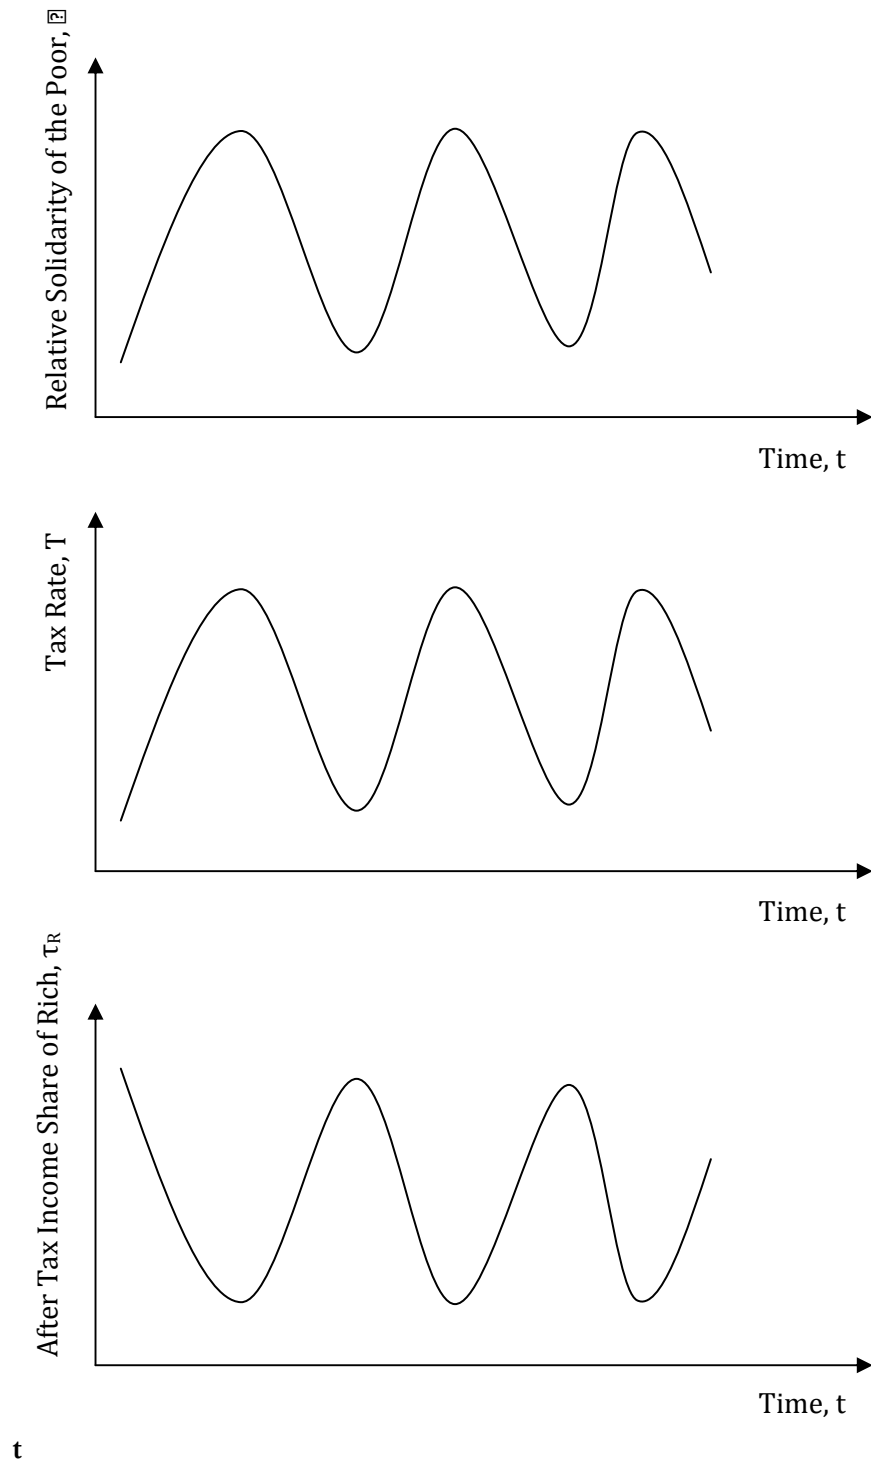 Relative Solidarity of the Poor,
Time, t
Tax Rate, T
Time, t
After Tax Income Share of Rich, τR
Time, t
t